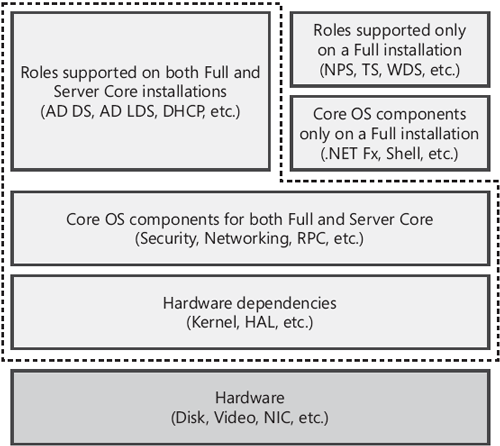 Roles supported on both Full and
Server Core installations
(AD DS, AD LDS, DHCP, etc.)
Roles supported only
on a Full installation
(NPS, TS, WDS, etc.)
Core OS components
only on a Full installation
(.NET Fx, Shell, etc.)
Core OS components for both Full and Server Core
(Security, Networking, RPC, etc.)
Hardware dependencies
(Kernel, HAL, etc.)
Hardware
(Disk, Video, NIC, etc.)